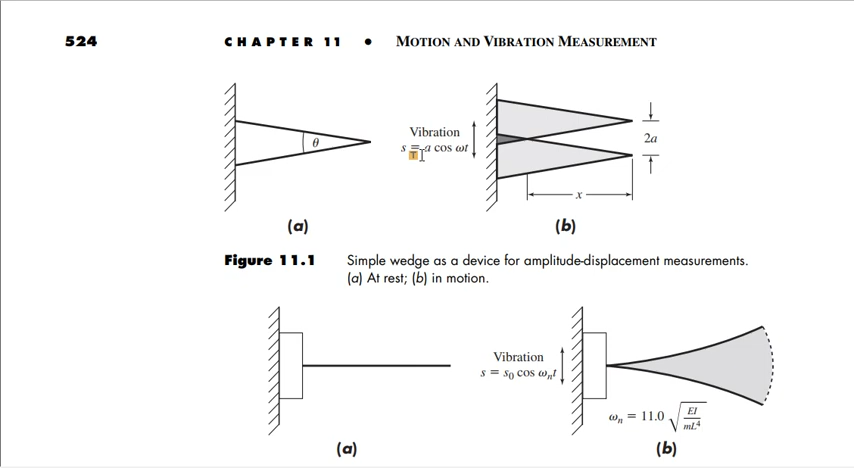 524 CHAPTER 11 • MOTION AND VIBRATION MEASUREMENT
θ
Vibration
s = a cos ωt
T
2a
x
(a)
(b)
Figure 11.1 Simple wedge as a device for amplitude-displacement measurements.
(a) At rest; (b) in motion.
Vibration
s = s₀ cos ωₙt
ωₙ = 11.0 √(EI/mL⁴)
(a)
(b)